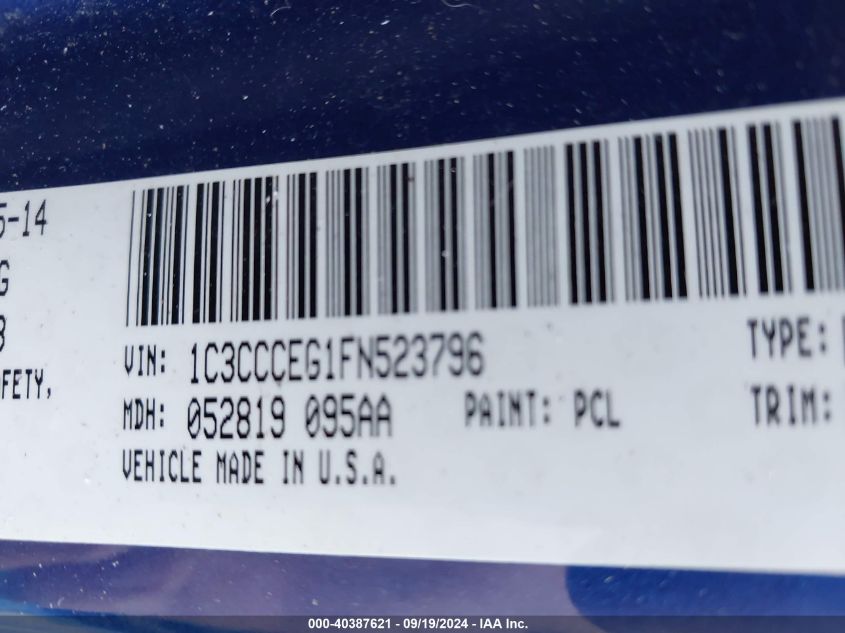 5-14
G
8
FETY,
VIN: 1C3CCCEG1FN523796
TYPE:
MDH: 052819 095AA
PAINT: PCL
TRIM:
VEHICLE MADE IN U.S.A.
000-40387621 - 09/19/2024 - IAA Inc.